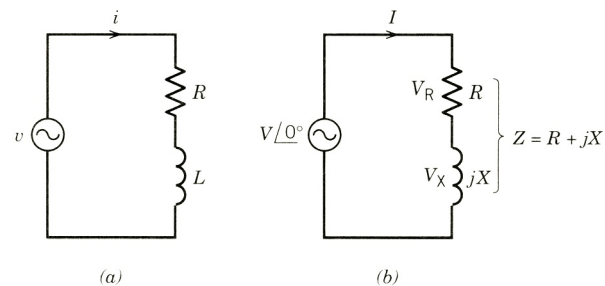 i
R
v
L
(a)
I
V_R R
V∠0°
Z = R + jX
V_X jX
(b)